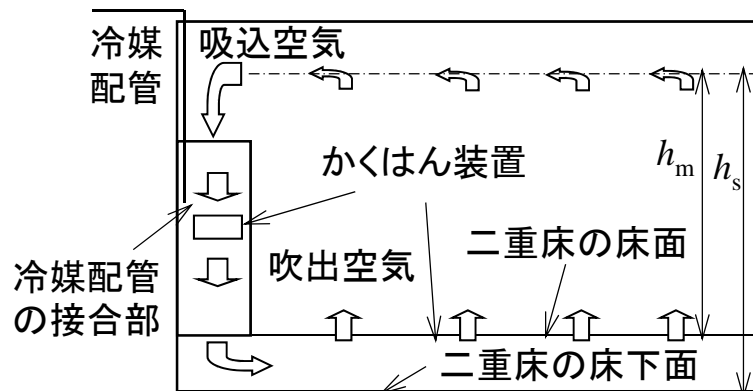 冷媒
配管
吸込空気
かくはん装置
hm
hs
冷媒配管
の接合部
吹出空気
二重床の床面
二重床の床下面